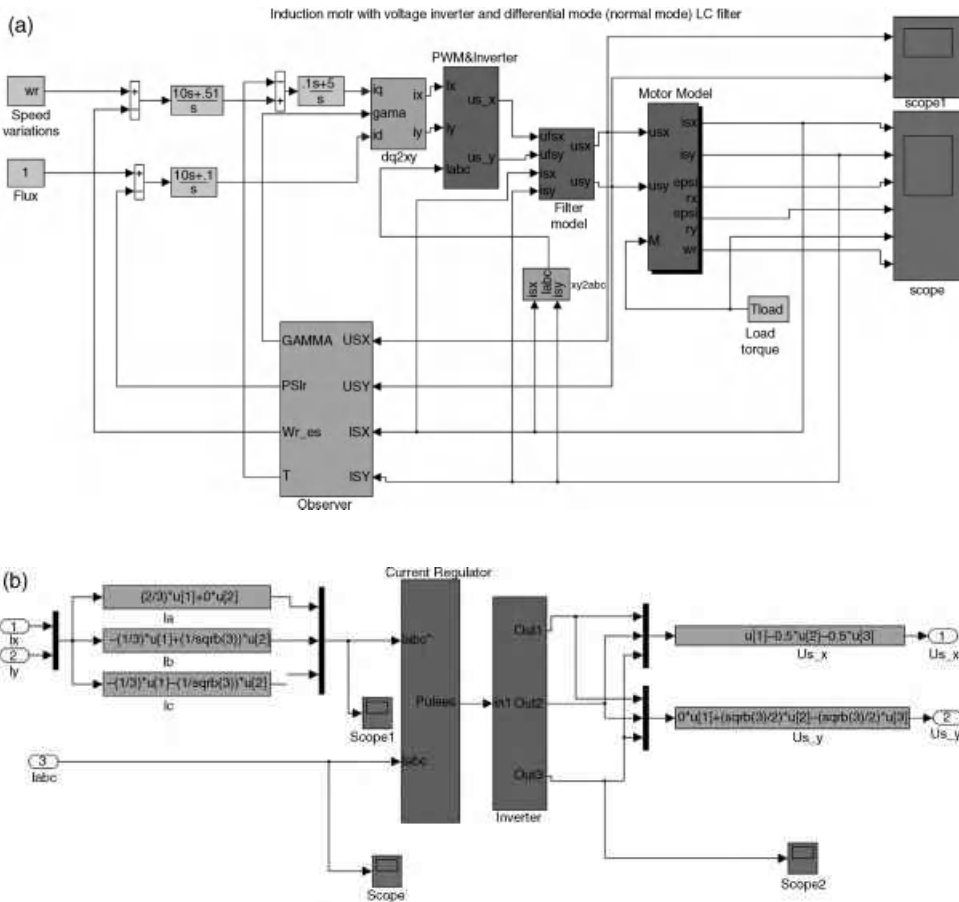 Induction motr with voltage inverter and differential mode (normal mode) LC filter
(a)
wr
Speed
variations
1
Flux
+
−
10s+.51
s
+
−
10s+.1
s
−
+
.1s+5
s
iq
gama
id
ix
iy
dq2xy
PWM&Inverter
Ix
Iy
Iabc
us_x
us_y
ufsx
ufsy
isx
isy
usx
usy
Filter
model
Motor Model
usx
usy
M
isx
isy
epsi
rx
epsi
ry
wr
scope1
scope
isx
Iabc
isy
xy2abc
Tload
Load
torque
GAMMA
PSIr
Wr_es
T
USX
USY
ISX
ISY
Observer
(b)
1
Ix
2
Iy
(2/3)*u[1]+0*u[2]
Ia
−(1/3)*u[1]+(1/sqrb(3))*u[2]
Ib
−(1/3)*u[1]−(1/sqrb(3))*u[2]
Ic
3
Iabc
Scope1
Scope
Current Regulator
Iabc*
Pulses
Iabc
in1
Out1
Out2
Out3
Inverter
u[1]−0.5*u[2]−0.5*u[3]
Us_x
1
Us_x
0*u[1]+(sqrb(3)/2)*u[2]−(sqrb(3)/2)*u[3]
Us_y
2
Us_y
Scope2